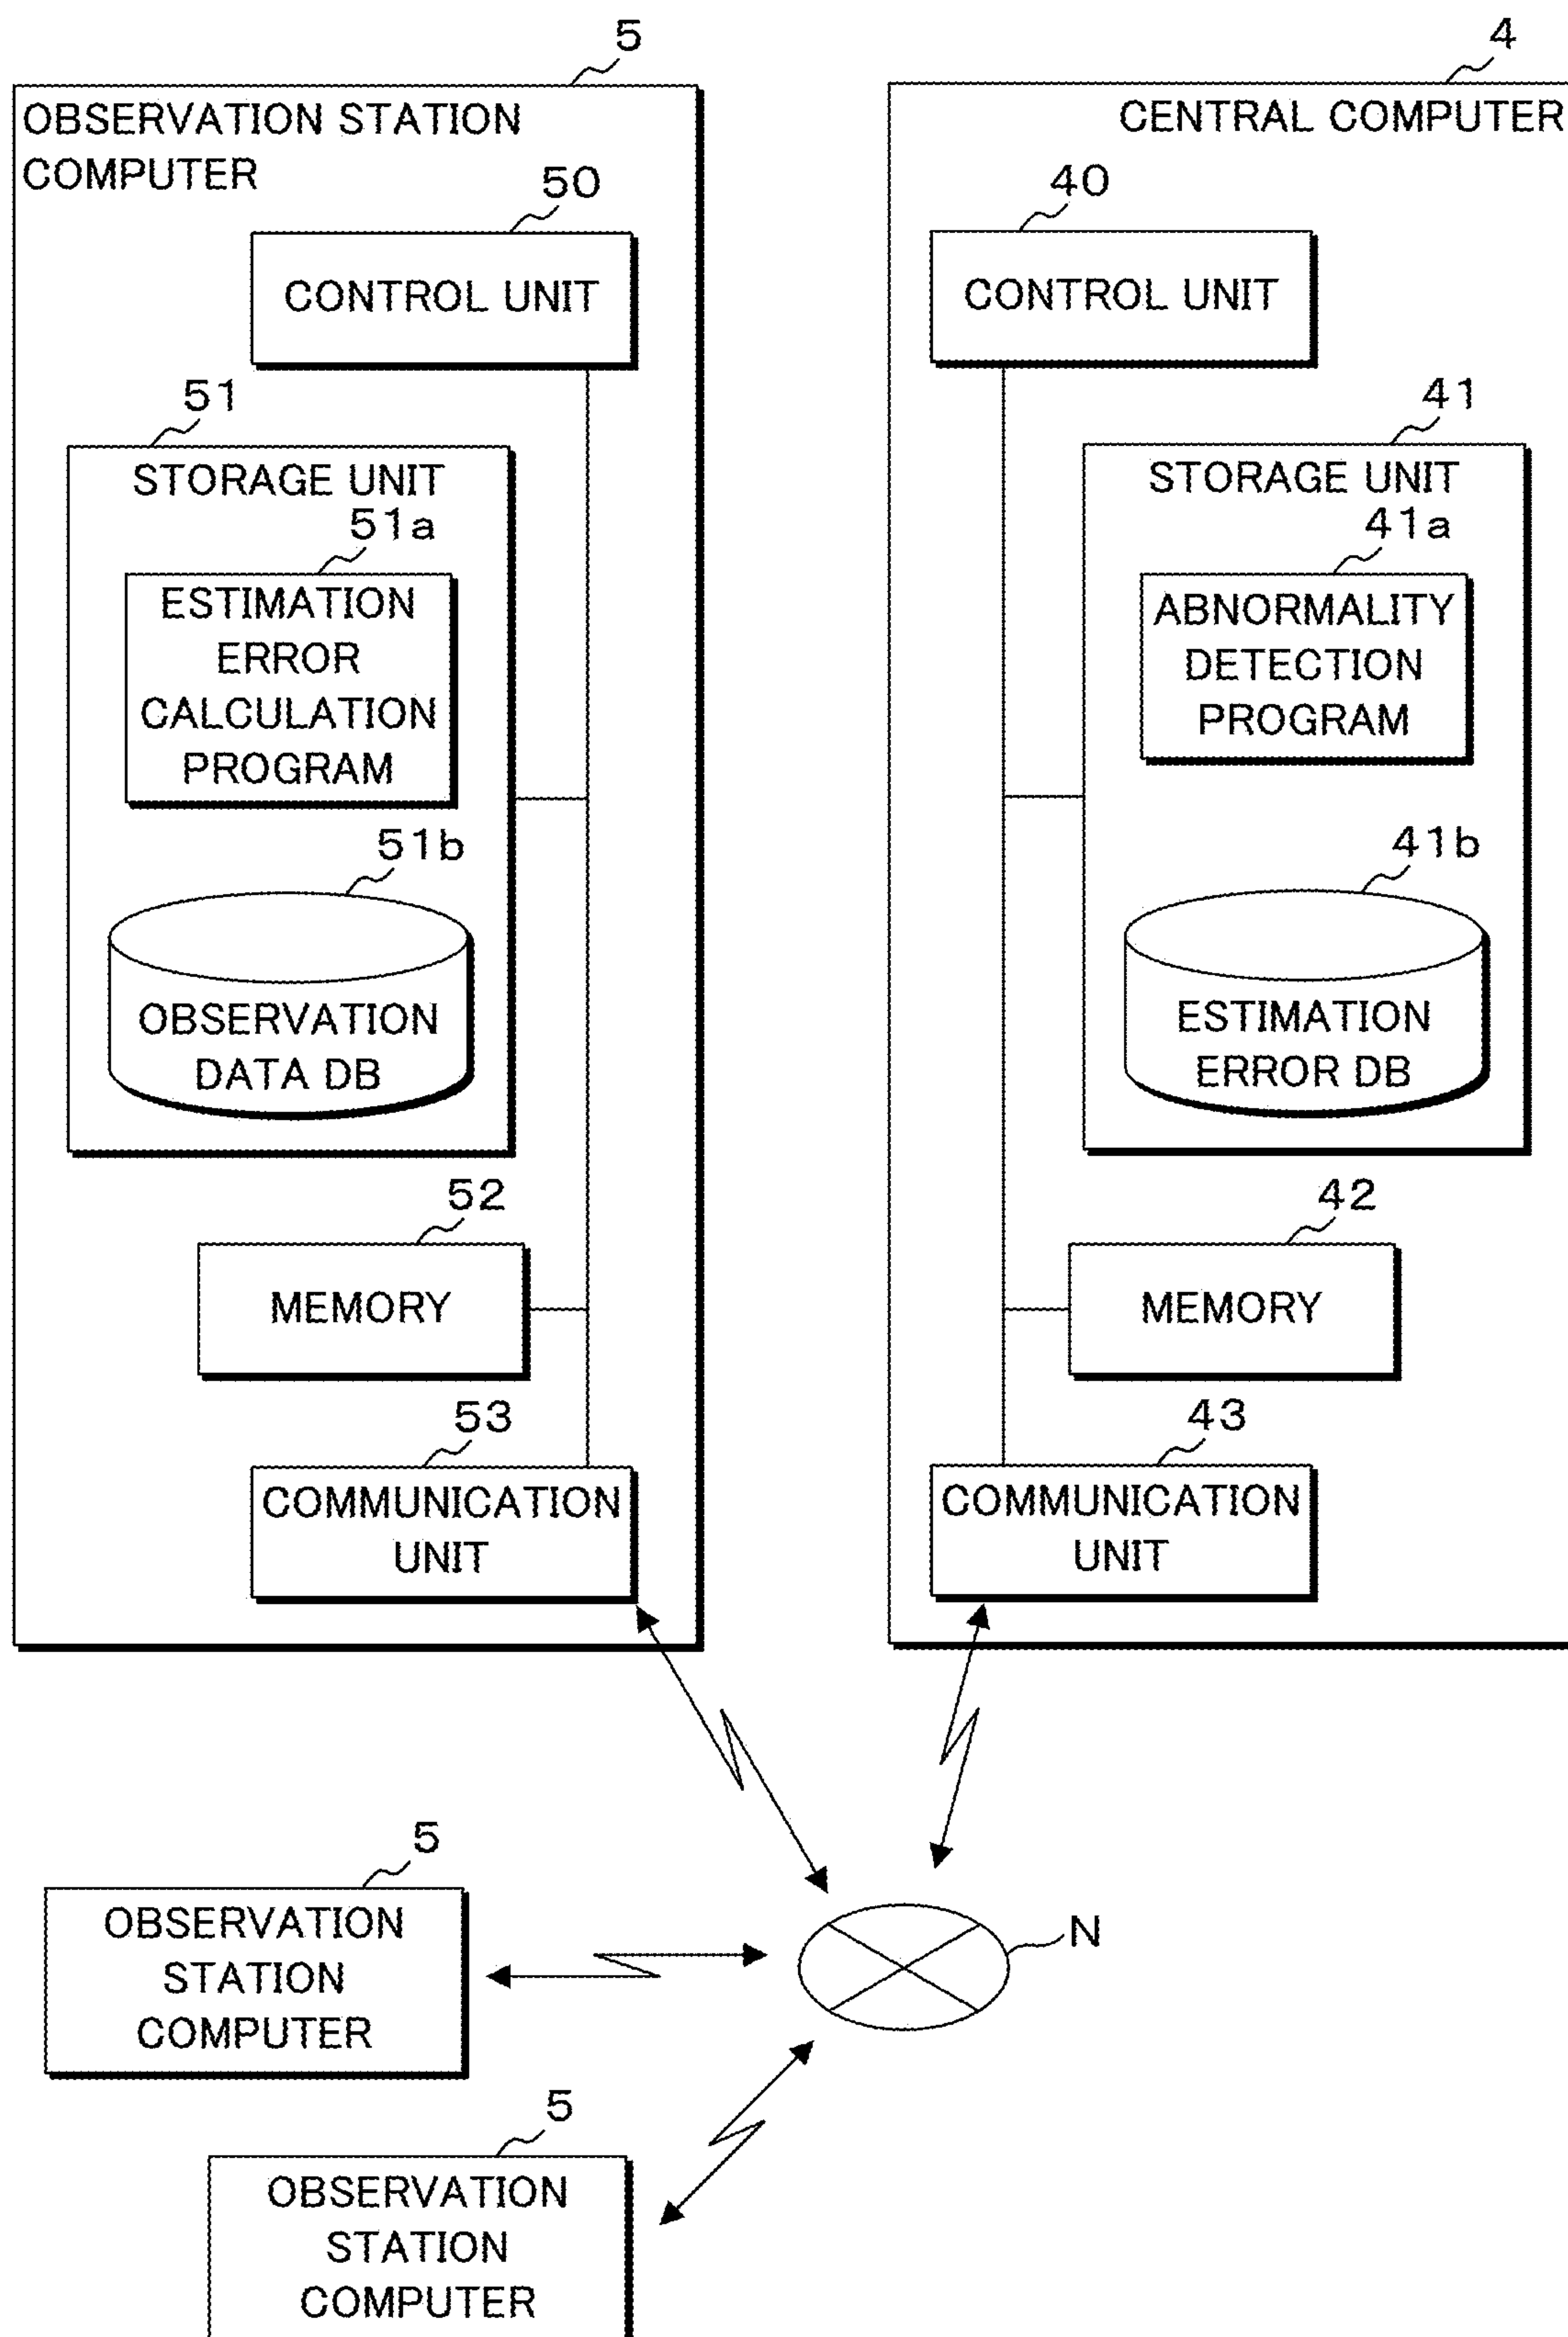 5
OBSERVATION STATION
COMPUTER
50
CONTROL UNIT
51
STORAGE UNIT
51a
ESTIMATION
ERROR
CALCULATION
PROGRAM
51b
OBSERVATION
DATA DB
52
MEMORY
53
COMMUNICATION
UNIT
4
CENTRAL COMPUTER
40
CONTROL UNIT
41
STORAGE UNIT
41a
ABNORMALITY
DETECTION
PROGRAM
41b
ESTIMATION
ERROR DB
42
MEMORY
43
COMMUNICATION
UNIT
5
OBSERVATION
STATION
COMPUTER
N
5
OBSERVATION
STATION
COMPUTER